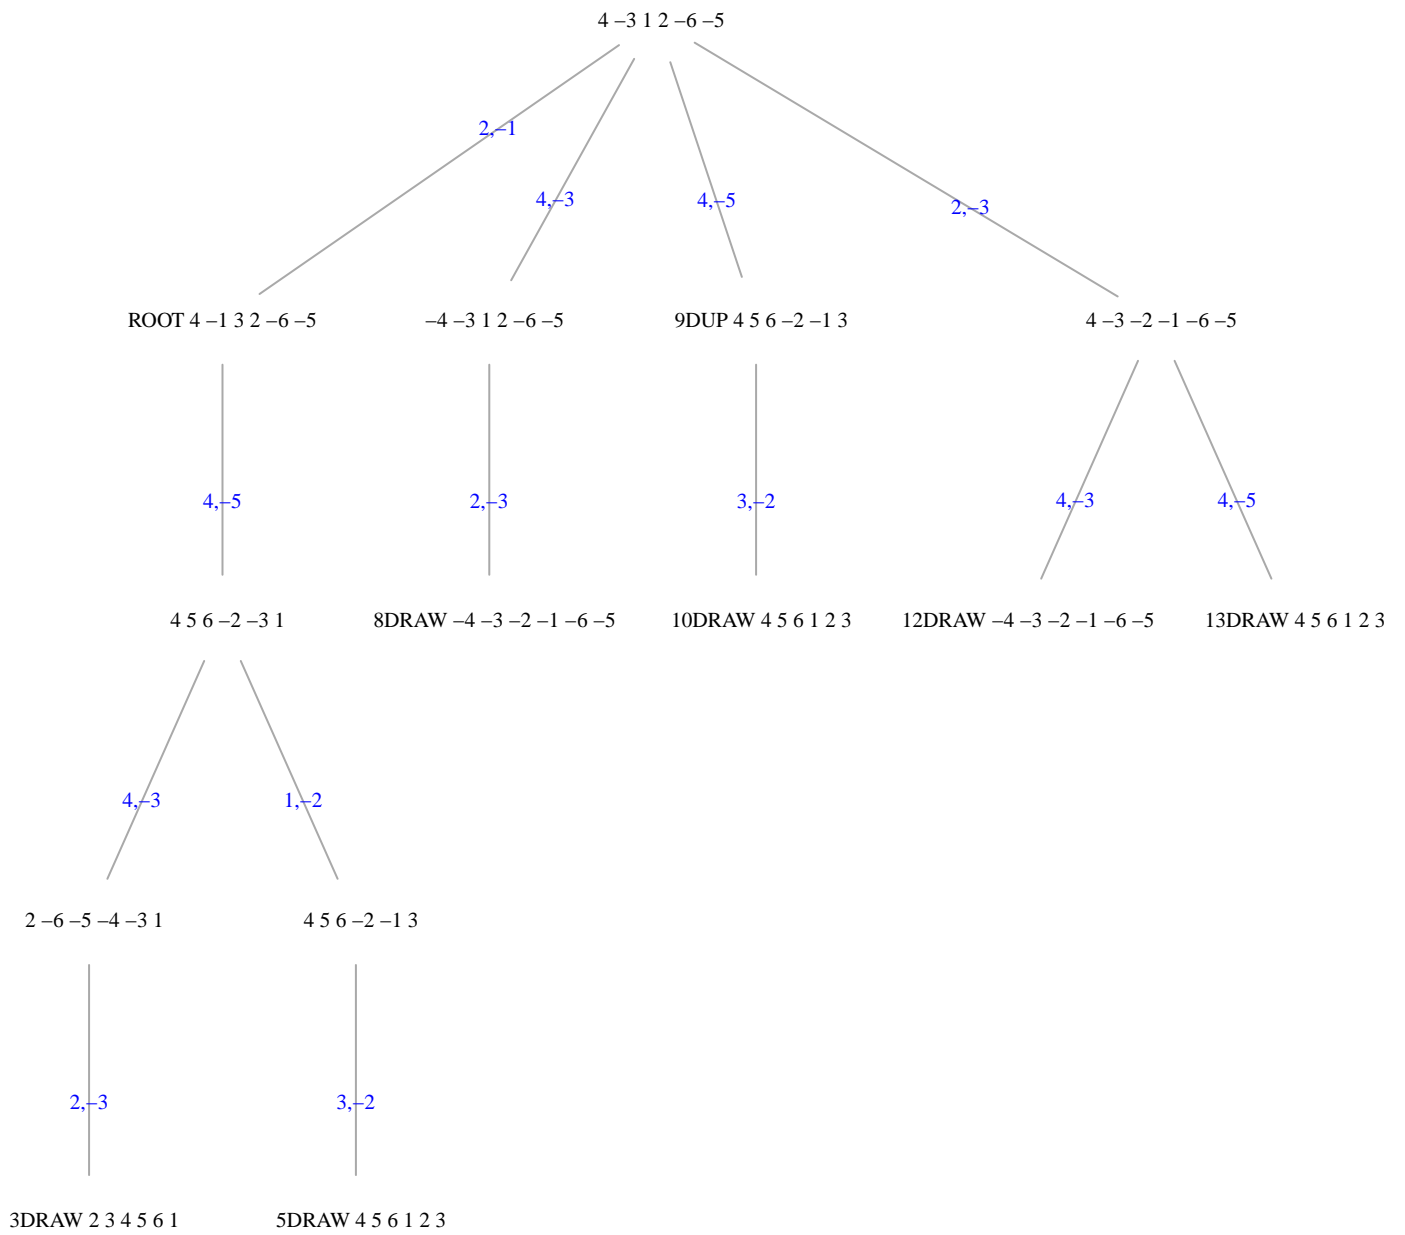 4 –3 1 2 –6 –5
2,–1
4,–3
4,–5
2,–3
ROOT 4 –1 3 2 –6 –5
–4 –3 1 2 –6 –5
9DUP 4 5 6 –2 –1 3
4 –3 –2 –1 –6 –5
4,–5
2,–3
3,–2
4,–3
4,–5
4 5 6 –2 –3 1
8DRAW –4 –3 –2 –1 –6 –5
10DRAW 4 5 6 1 2 3
12DRAW –4 –3 –2 –1 –6 –5
13DRAW 4 5 6 1 2 3
4,–3
1,–2
2 –6 –5 –4 –3 1
4 5 6 –2 –1 3
2,–3
3,–2
3DRAW 2 3 4 5 6 1
5DRAW 4 5 6 1 2 3